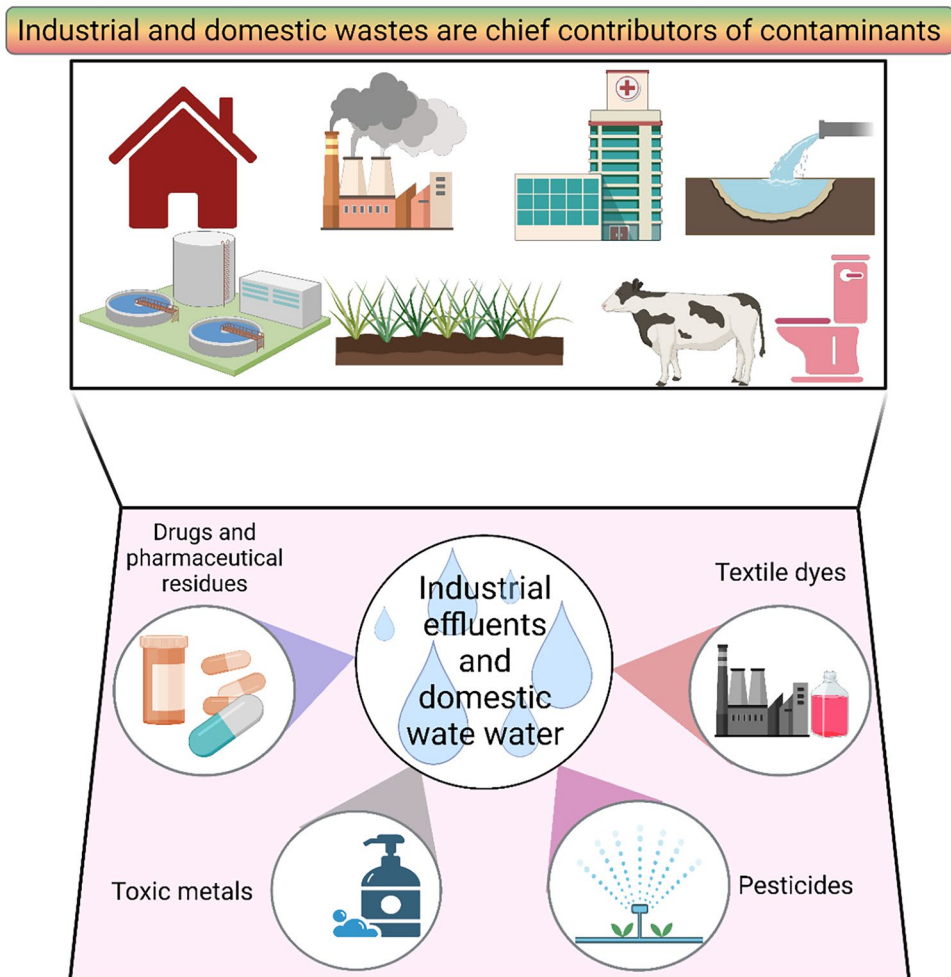 Industrial and domestic wastes are chief contributors of contaminants
Drugs and
pharmaceutical
residues
Industrial
effluents
and
domestic
wate water
Textile dyes
Toxic metals
Pesticides